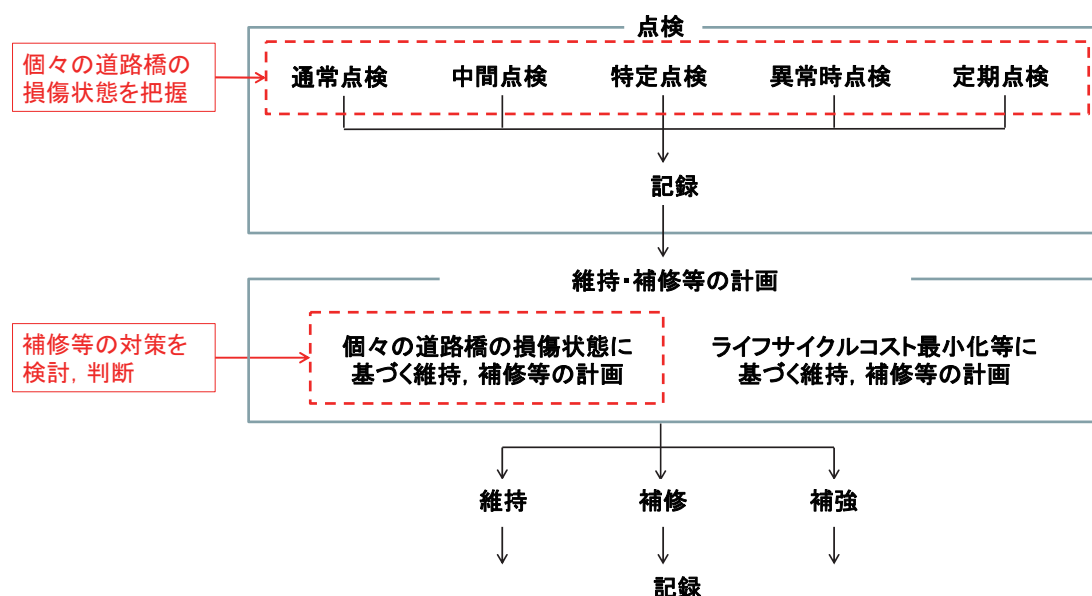 点検
個々の道路橋の
損傷状態を把握
通常点検 中間点検 特定点検 異常時点検 定期点検
記録
維持・補修等の計画
補修等の対策を
検討, 判断
個々の道路橋の損傷状態に
基づく維持, 補修等の計画
ライフサイクルコスト最小化等に
基づく維持, 補修等の計画
維持 補修 補強
記録